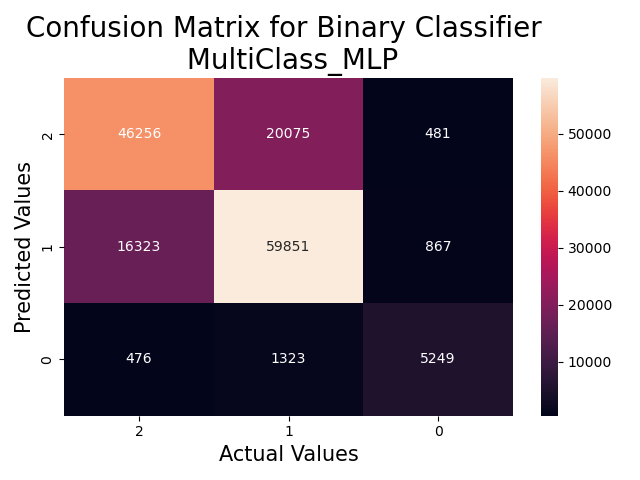 Confusion Matrix for Binary Classifier
MultiClass_MLP
Predicted Values
2
46256 20075 481
1
16323 59851 867
0
476 1323 5249
2 1 0
Actual Values
50000
40000
30000
20000
10000